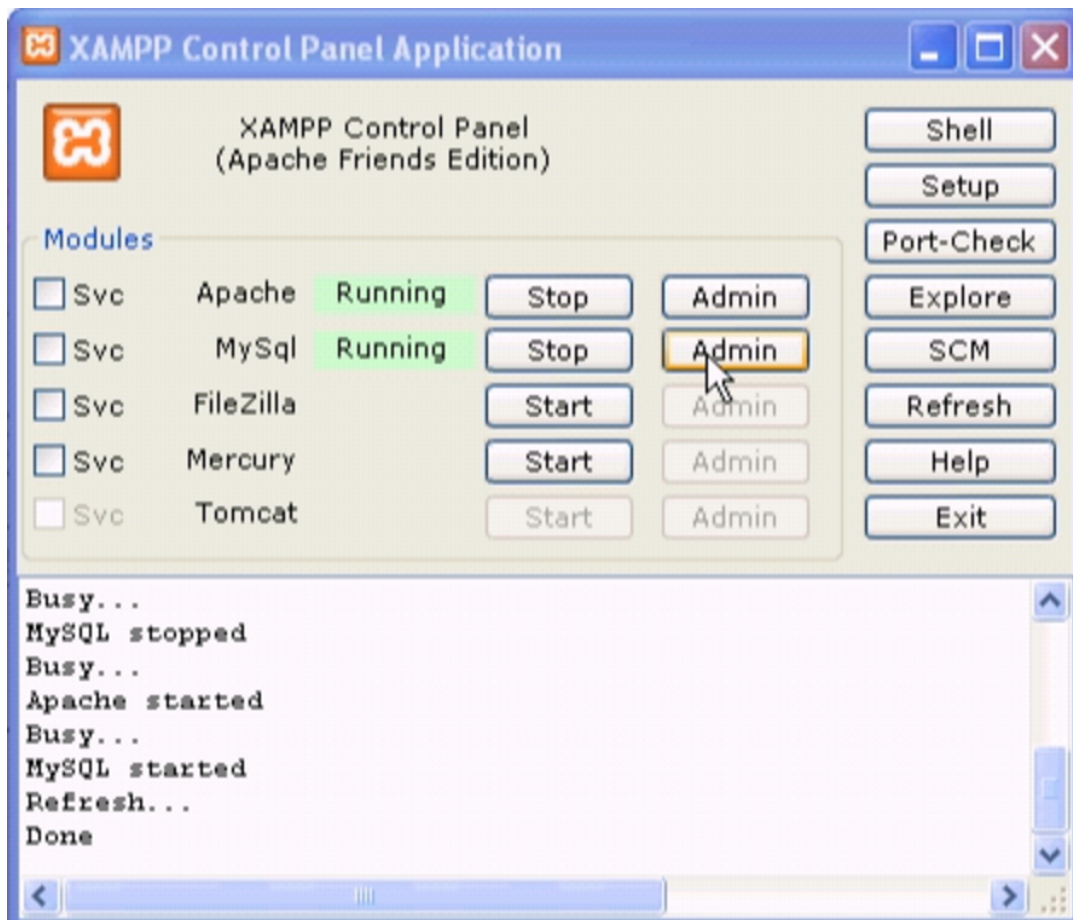 XAMPP Control Panel Application
XAMPP Control Panel
(Apache Friends Edition)
Shell
Setup
Port-Check
Explore
SCM
Refresh
Help
Exit
Modules
Svc Apache Running Stop Admin
Svc MySql Running Stop Admin
Svc FileZilla Start Admin
Svc Mercury Start Admin
Svc Tomcat Start Admin
Busy...
MySQL stopped
Busy...
Apache started
Busy...
MySQL started
Refresh...
Done